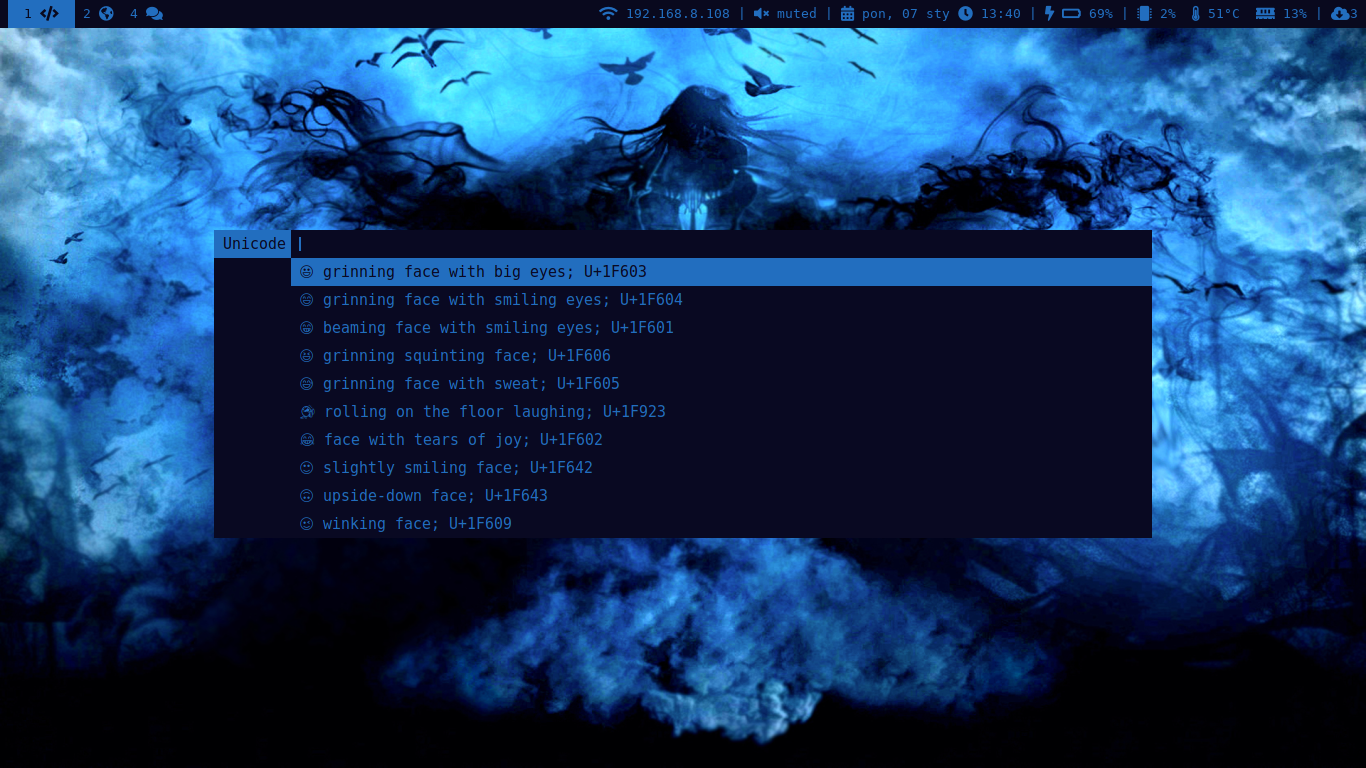 1 2 4 192.168.8.108 | muted | pon, 07 sty 13:40 | 69% | 2% 51°C 13% | 3
Unicode
grinning face with big eyes; U+1F603
grinning face with smiling eyes; U+1F604
beaming face with smiling eyes; U+1F601
grinning squinting face; U+1F606
grinning face with sweat; U+1F605
rolling on the floor laughing; U+1F923
face with tears of joy; U+1F602
slightly smiling face; U+1F642
upside-down face; U+1F643
winking face; U+1F609